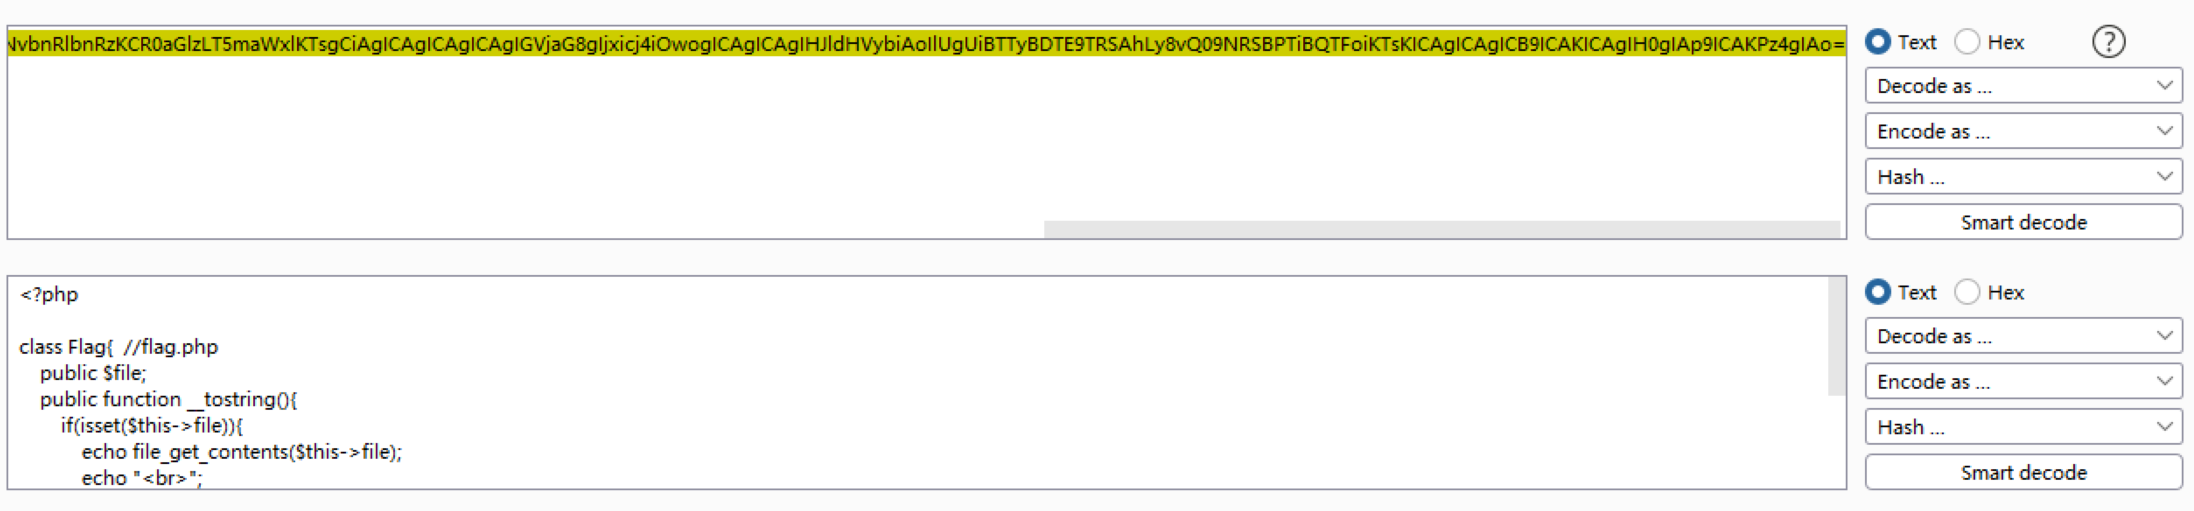 NvbnRlbnRzKCR0aGlzLT5maWxlKTsgCiAgICAgICAgICAgIGVjaG8gIjxicj4iOwogICAgICAgIHJldHVybiAoIlUgUiBTTyBDTE9TRSAhLy8vQ09NRSBPTiBQTFoiKTsKICAgICAgICB9ICAKICAgIH0gIAp9ICAKPz4gIAo=
Text Hex ?
Decode as ...
Encode as ...
Hash ...
Smart decode
<?php
class Flag{ //flag.php
public $file;
public function __tostring(){
if(isset($this->file)){
echo file_get_contents($this->file);
echo "<br>";
Text Hex
Decode as ...
Encode as ...
Hash ...
Smart decode